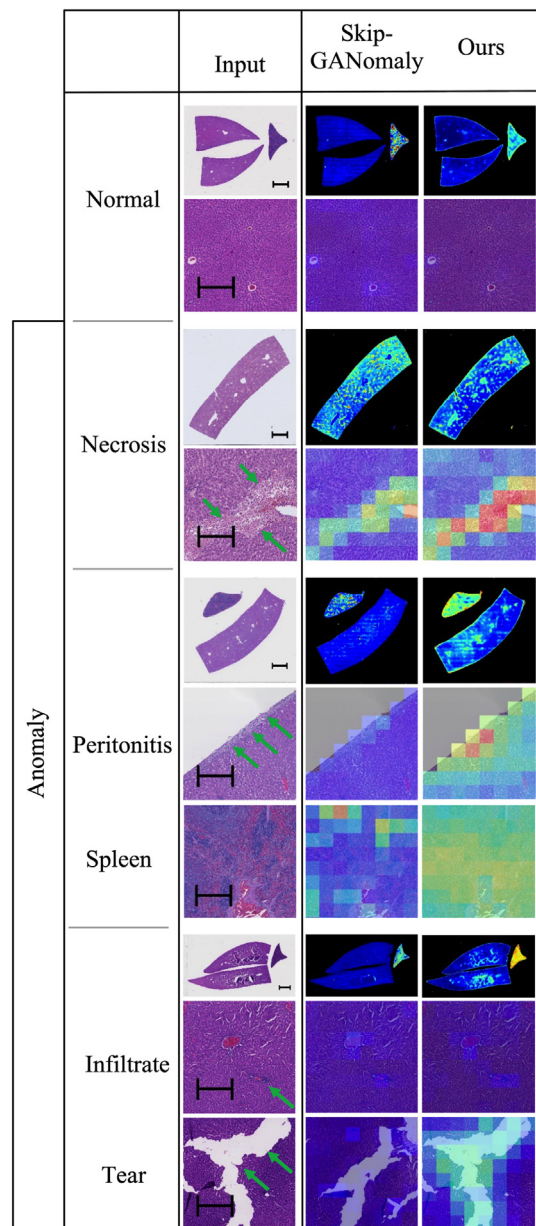 Input
Skip-
GANomaly
Ours
Normal
Anomaly
Necrosis
Peritonitis
Spleen
Infiltrate
Tear